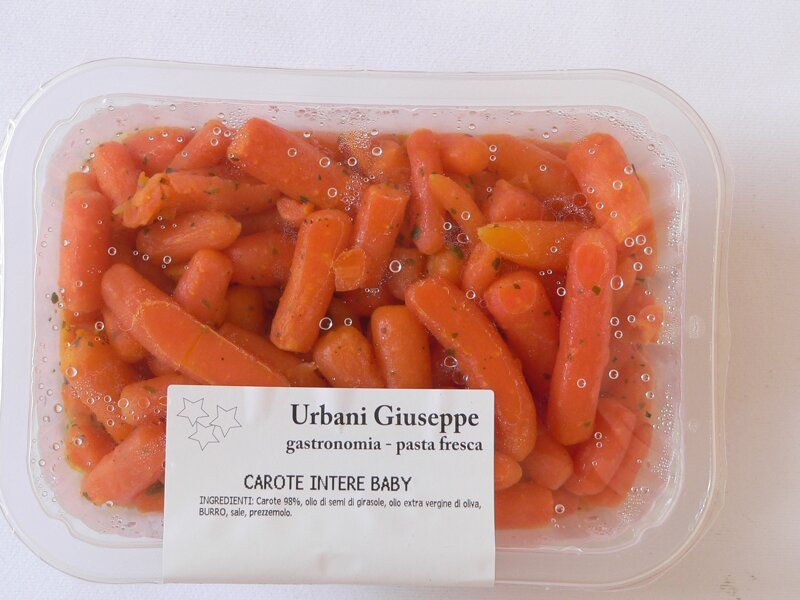 Urbani Giuseppe
gastronomia - pasta fresca
CAROTE INTERE BABY
INGREDIENTI: Carote 98%, olio di semi di girasole, olio extra vergine di oliva,
BURRO, sale, prezzemolo.